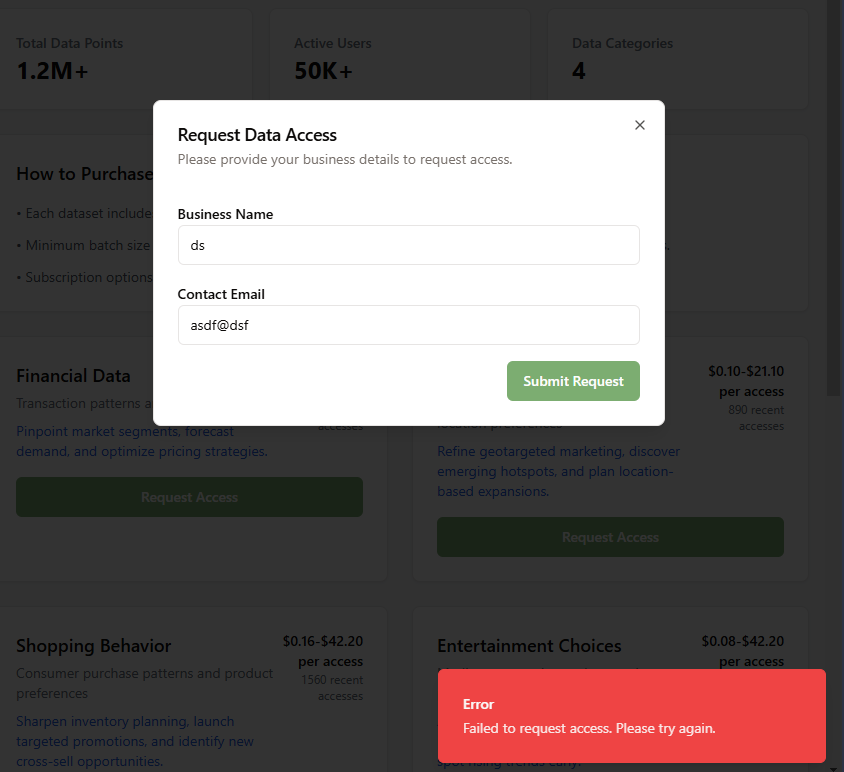 Total Data Points
1.2M+
Active Users
50K+
Data Categories
4
Request Data Access
Please provide your business details to request access.
Business Name
ds
Contact Email
asdf@dsf
Submit Request
How to Purchase
• Each dataset include
• Minimum batch size
• Subscription options
Financial Data
Transaction patterns a
accesses
Pinpoint market segments, forecast
demand, and optimize pricing strategies.
Request Access
$0.10-$21.10
per access
890 recent
accesses
location preferences
Refine geotargeted marketing, discover
emerging hotspots, and plan location-
based expansions.
Request Access
Shopping Behavior
$0.16-$42.20
per access
1560 recent
accesses
Consumer purchase patterns and product
preferences
Sharpen inventory planning, launch
targeted promotions, and identify new
cross-sell opportunities.
Entertainment Choices
$0.08-$42.20
per access
Error
Failed to request access. Please try again.
spot rising trends early.